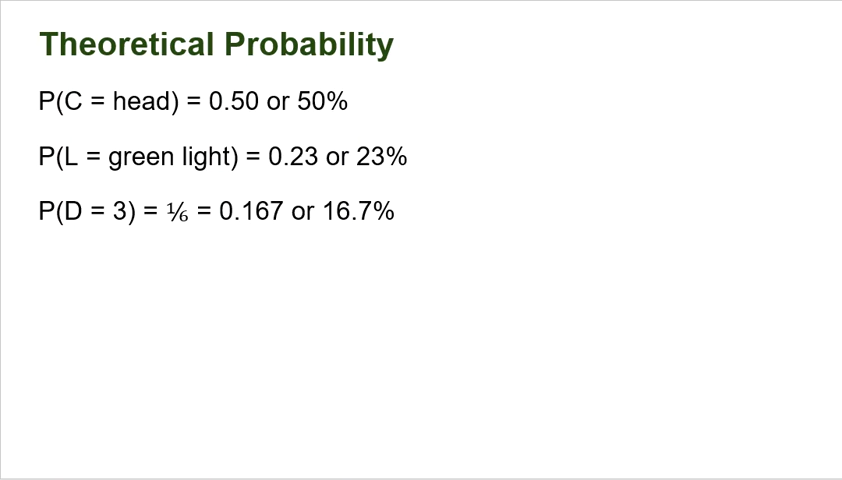 Theoretical Probability
P(C = head) = 0.50 or 50%
P(L = green light) = 0.23 or 23%
P(D = 3) = ⅙ = 0.167 or 16.7%